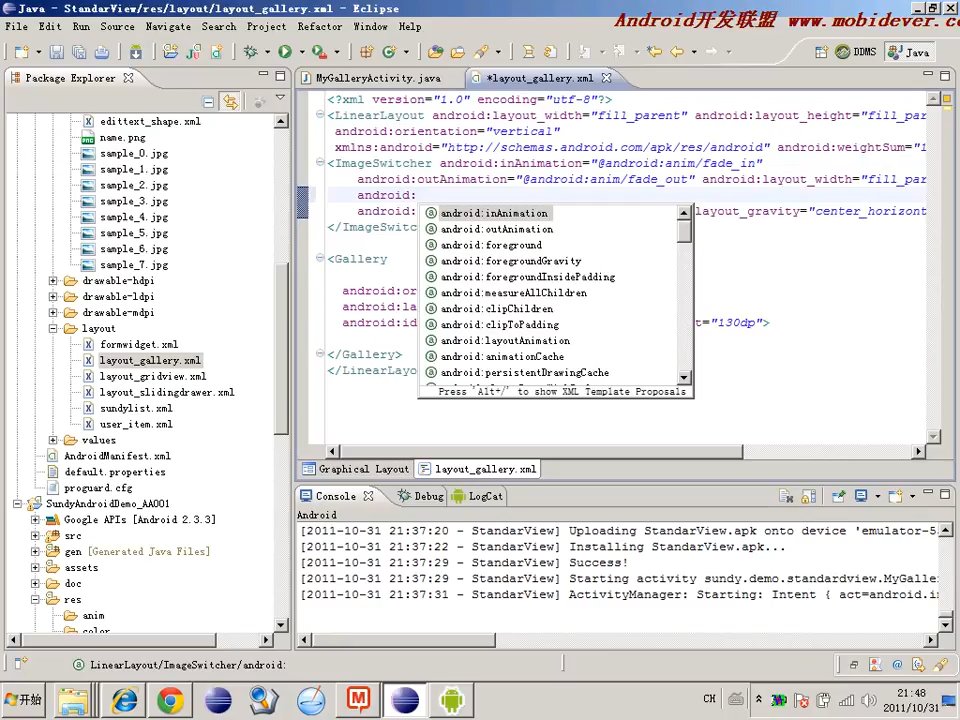 Java - StandarView/res/layout/layout_gallery.xml - Eclipse
Android开发联盟 www.mobidever.co
File Edit Run Source Navigate Search Project Refactor Window Help
DDMS Java
Package Explorer
MyGalleryActivity.java
*layout_gallery.xml
edittext_shape.xml
name.png
sample_0.jpg
sample_1.jpg
sample_2.jpg
sample_3.jpg
sample_4.jpg
sample_5.jpg
sample_6.jpg
sample_7.jpg
drawable-hdpi
drawable-ldpi
drawable-mdpi
layout
formwidget.xml
layout_gallery.xml
layout_gridview.xml
layout_slidingdrawer.xml
sundylist.xml
user_item.xml
values
AndroidManifest.xml
default.properties
proguard.cfg
SundyAndroidDemo_AA001
Google APIs [Android 2.3.3]
src
gen [Generated Java Files]
assets
doc
res
anim
color
<?xml version="1.0" encoding="utf-8"?>
<LinearLayout android:layout_width="fill_parent" android:layout_height="fill_par
android:orientation="vertical"
xmlns:android="http://schemas.android.com/apk/res/android" android:weightSum="1
<ImageSwitcher android:inAnimation="@android:anim/fade_in"
android:outAnimation="@android:anim/fade_out" android:layout_width="fill_par
android:
android: layout_gravity="center_horizont
</ImageSwitc
<Gallery
android:or
android:la
android:id t="130dp">
</Gallery>
</LinearLayo
android:inAnimation
android:outAnimation
android:foreground
android:foregroundGravity
android:foregroundInsidePadding
android:measureAllChildren
android:clipChildren
android:clipToPadding
android:layoutAnimation
android:animationCache
android:persistentDrawingCache
Press 'Alt+/' to show XML Template Proposals
Graphical Layout
layout_gallery.xml
Console Debug LogCat
Android
[2011-10-31 21:37:20 - StandarView] Uploading StandarView.apk onto device 'emulator-5
[2011-10-31 21:37:22 - StandarView] Installing StandarView.apk...
[2011-10-31 21:37:29 - StandarView] Success!
[2011-10-31 21:37:29 - StandarView] Starting activity sundy.demo.standardview.MyGalle
[2011-10-31 21:37:31 - StandarView] ActivityManager: Starting: Intent { act=android.in
LinearLayout/ImageSwitcher/android:
开始
CH
21:48
2011/10/31